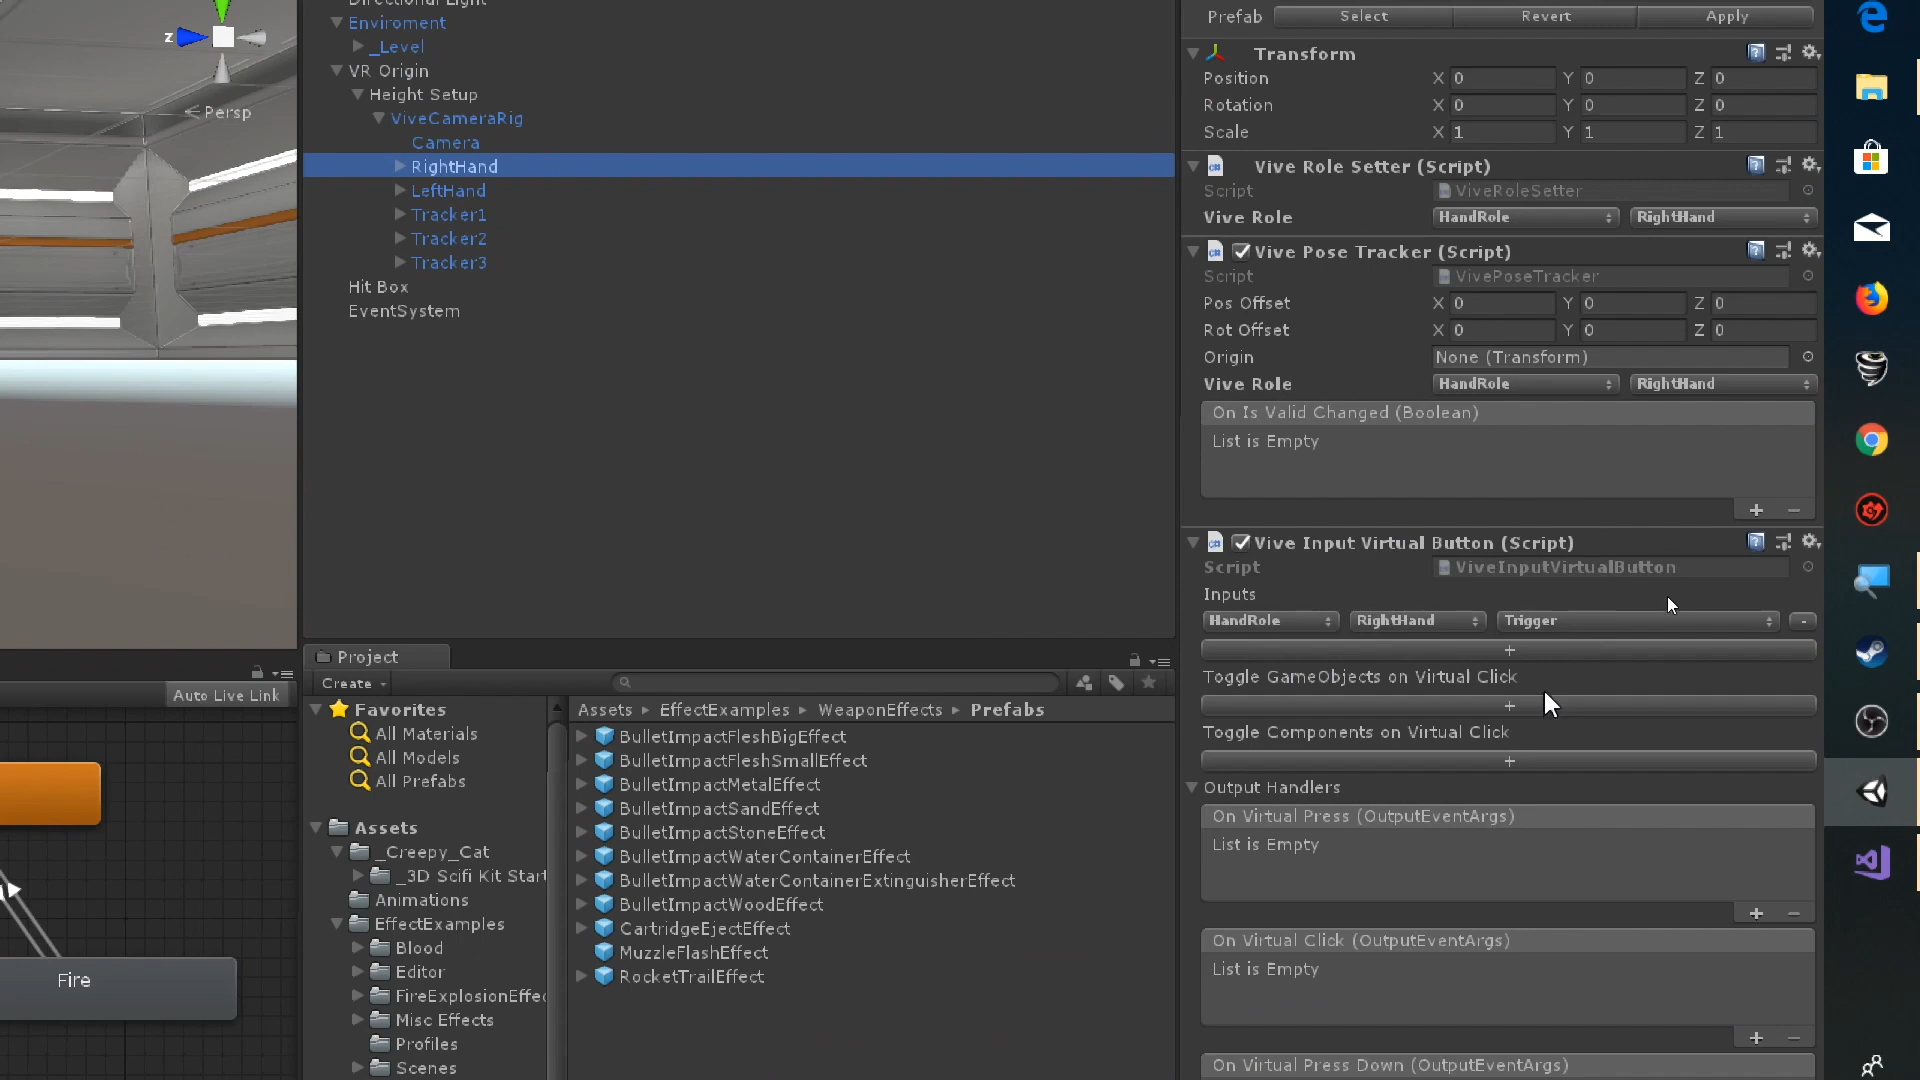 Directional Light
Enviroment
_Level
VR Origin
Height Setup
ViveCameraRig
Camera
RightHand
LeftHand
Tracker1
Tracker2
Tracker3
Hit Box
EventSystem
z
Persp
Auto Live Link
Fire
Project
Create
Favorites
All Materials
All Models
All Prefabs
Assets
_Creepy_Cat
_3D Scifi Kit Start
Animations
EffectExamples
Blood
Editor
FireExplosionEffec
Misc Effects
Profiles
Scenes
Assets EffectExamples WeaponEffects Prefabs
BulletImpactFleshBigEffect
BulletImpactFleshSmallEffect
BulletImpactMetalEffect
BulletImpactSandEffect
BulletImpactStoneEffect
BulletImpactWaterContainerEffect
BulletImpactWaterContainerExtinguisherEffect
BulletImpactWoodEffect
CartridgeEjectEffect
MuzzleFlashEffect
RocketTrailEffect
Prefab Select Revert Apply
Transform
Position X 0 Y 0 Z 0
Rotation X 0 Y 0 Z 0
Scale X 1 Y 1 Z 1
Vive Role Setter (Script)
Script ViveRoleSetter
Vive Role HandRole RightHand
Vive Pose Tracker (Script)
Script VivePoseTracker
Pos Offset X 0 Y 0 Z 0
Rot Offset X 0 Y 0 Z 0
Origin None (Transform)
Vive Role HandRole RightHand
On Is Valid Changed (Boolean)
List is Empty
+ −
Vive Input Virtual Button (Script)
Script ViveInputVirtualButton
Inputs
HandRole RightHand Trigger -
+
Toggle GameObjects on Virtual Click
+
Toggle Components on Virtual Click
+
Output Handlers
On Virtual Press (OutputEventArgs)
List is Empty
+ −
On Virtual Click (OutputEventArgs)
List is Empty
+ −
On Virtual Press Down (OutputEventArgs)